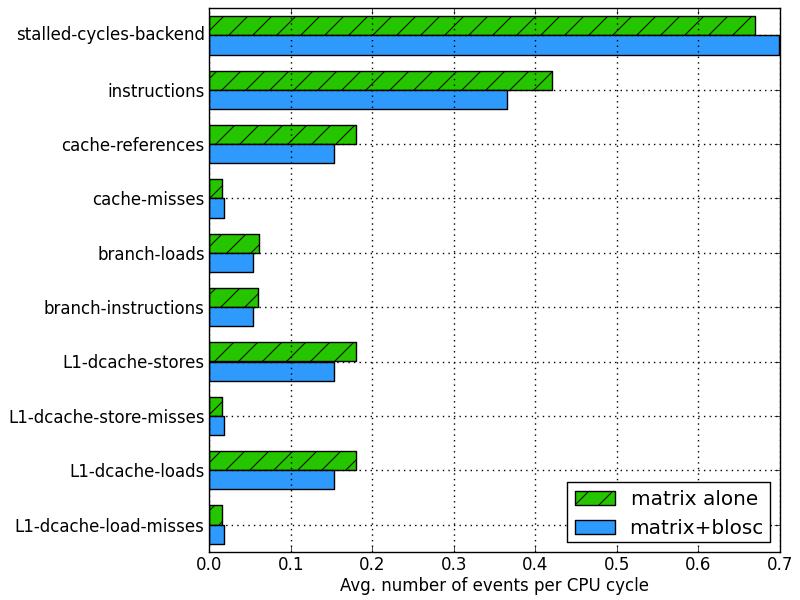 stalled-cycles-backend
instructions
cache-references
cache-misses
branch-loads
branch-instructions
L1-dcache-stores
L1-dcache-store-misses
L1-dcache-loads
L1-dcache-load-misses
matrix alone
matrix+blosc
0.0 0.1 0.2 0.3 0.4 0.5 0.6 0.7
Avg. number of events per CPU cycle